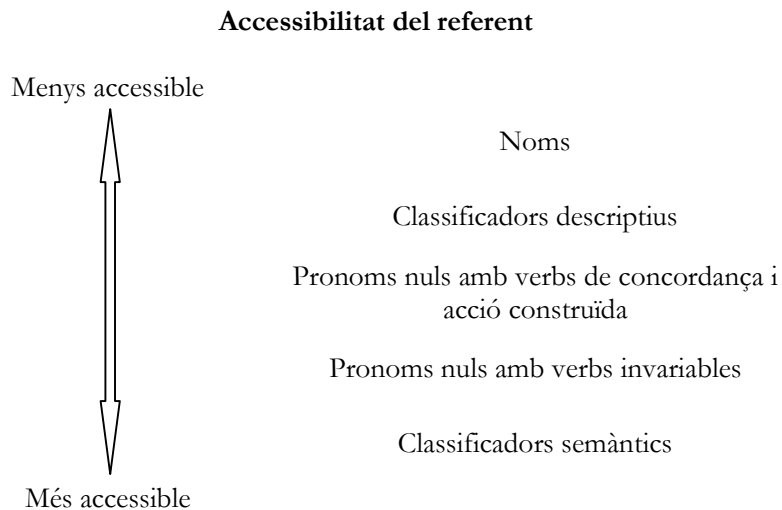 Accessibilitat del referent
Menys accessible
Noms
Classificadors descriptius
Pronoms nuls amb verbs de concordança i
acció construïda
Pronoms nuls amb verbs invariables
Classificadors semàntics
Més accessible